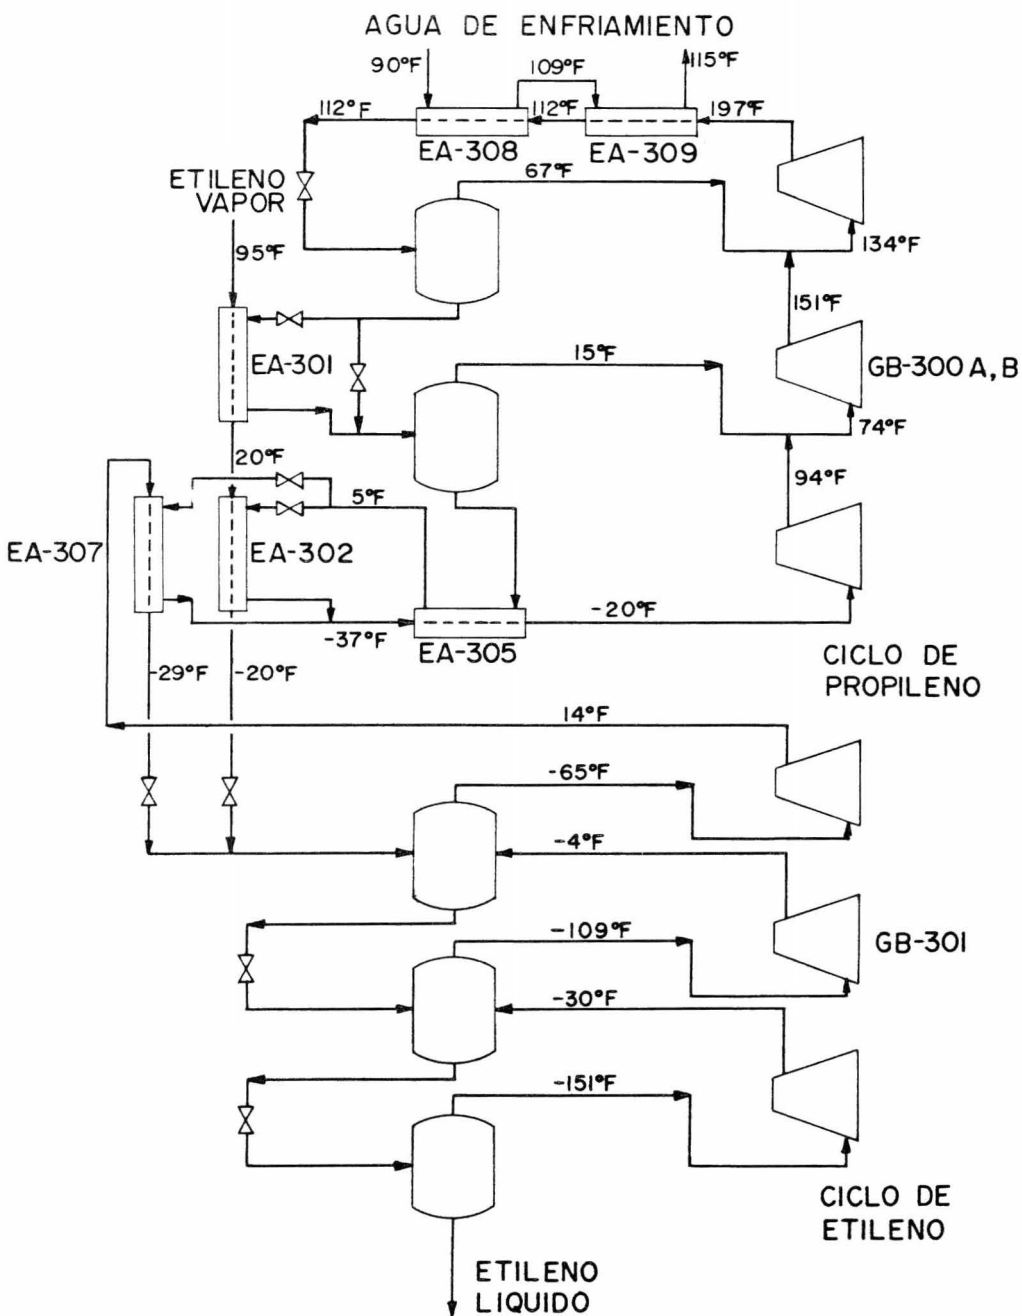 AGUA DE ENFRIAMIENTO
90°F
109°F
115°F
112°F
112°F
197°F
EA-308
EA-309
67°F
ETILENO
VAPOR
95°F
134°F
151°F
EA-301
15°F
GB-300 A, B
74°F
20°F
94°F
5°F
EA-307
EA-302
-37°F
-20°F
EA-305
CICLO DE
PROPILENO
-29°F
-20°F
14°F
-65°F
-4°F
-109°F
GB-301
-30°F
-151°F
CICLO DE
ETILENO
ETILENO
LIQUIDO